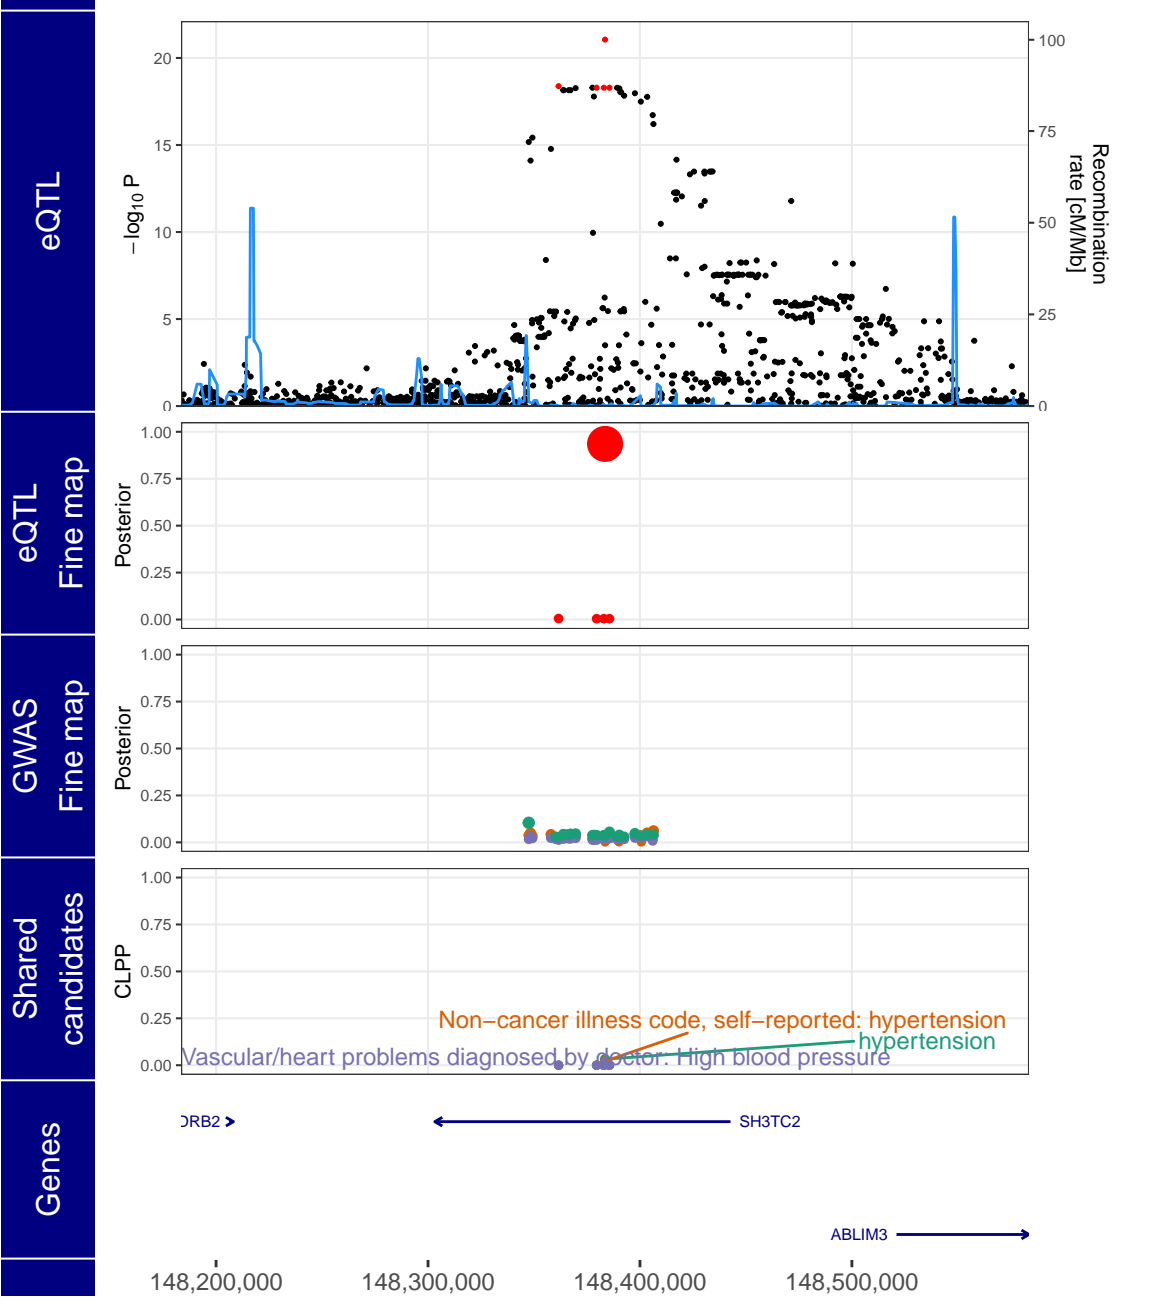 eQTL
−log10 P
20
15
10
5
0
100
75
50
25
0
Recombination
rate [cM/Mb]
eQTL
Fine map
Posterior
1.00
0.75
0.50
0.25
0.00
GWAS
Fine map
Posterior
1.00
0.75
0.50
0.25
0.00
Shared
candidates
CLPP
1.00
0.75
0.50
0.25
0.00
Non−cancer illness code, self−reported: hypertension
hypertension
Vascular/heart problems diagnosed by doctor: High blood pressure
Genes
DRB2
SH3TC2
ABLIM3
148,200,000
148,300,000
148,400,000
148,500,000